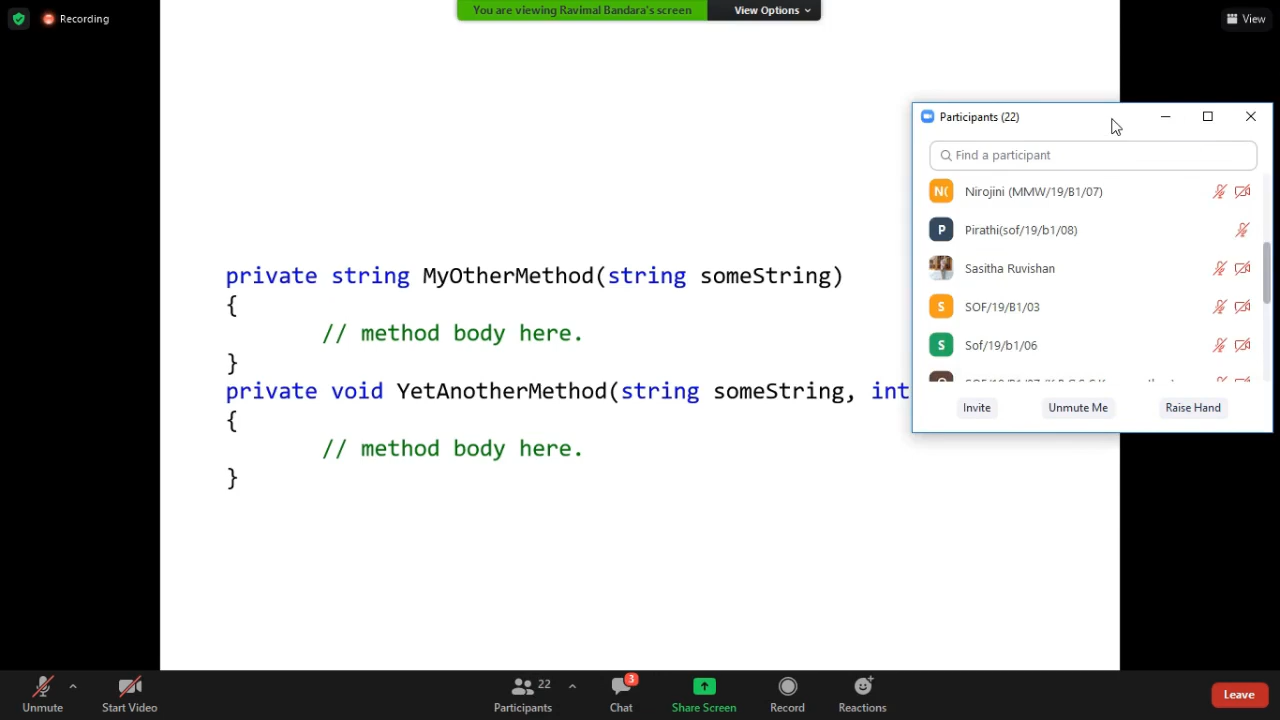 Recording
You are viewing Ravimal Bandara's screen
View Options
View
Participants (22)
Find a participant
N( Nirojini (MMW/19/B1/07)
P Pirathi(sof/19/b1/08)
Sasitha Ruvishan
S SOF/19/B1/03
S Sof/19/b1/06
Invite Unmute Me Raise Hand
private string MyOtherMethod(string someString)
{
// method body here.
}
private void YetAnotherMethod(string someString, int
{
// method body here.
}
Unmute
Start Video
22
Participants
3
Chat
Share Screen
Record
Reactions
Leave